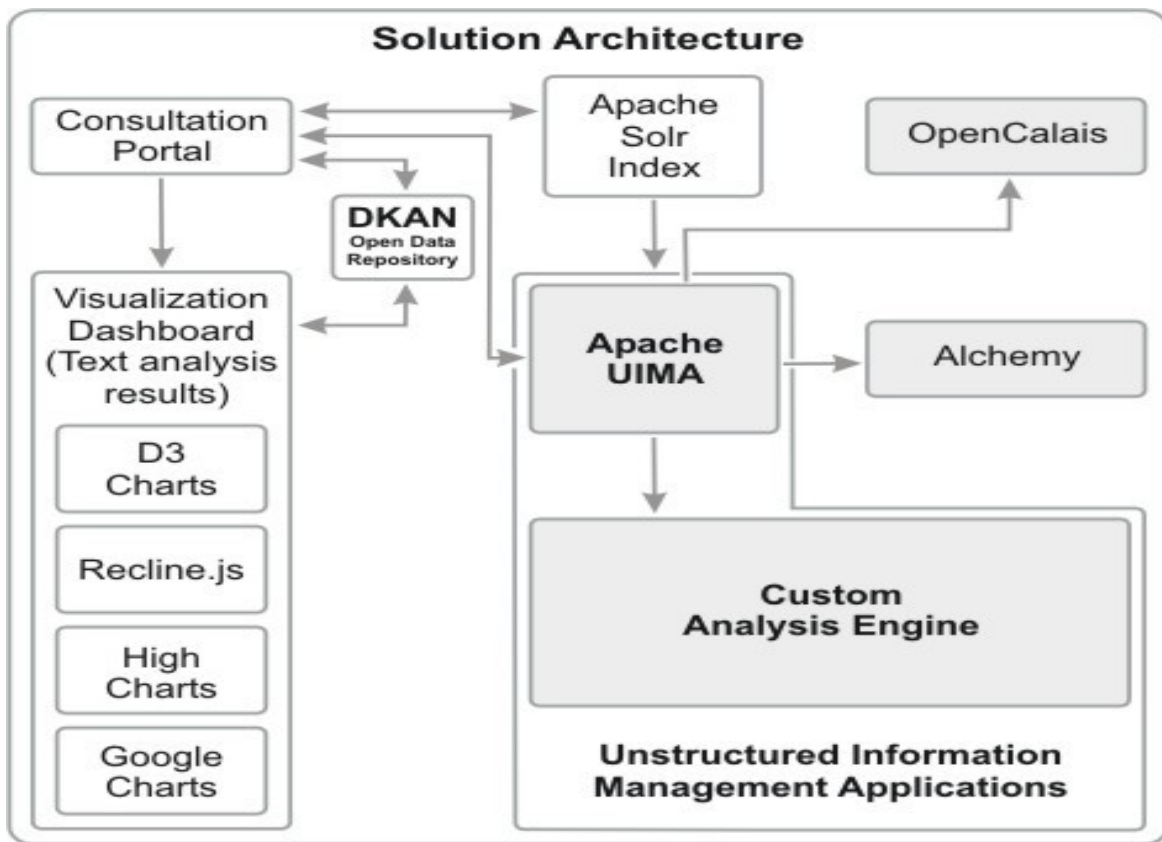 Solution Architecture
Consultation
Portal
Apache
Solr
Index
OpenCalais
DKAN
Open Data
Repository
Visualization
Dashboard
(Text analysis
results)
Apache
UIMA
Alchemy
D3
Charts
Recline.js
High
Charts
Google
Charts
Custom
Analysis Engine
Unstructured Information
Management Applications